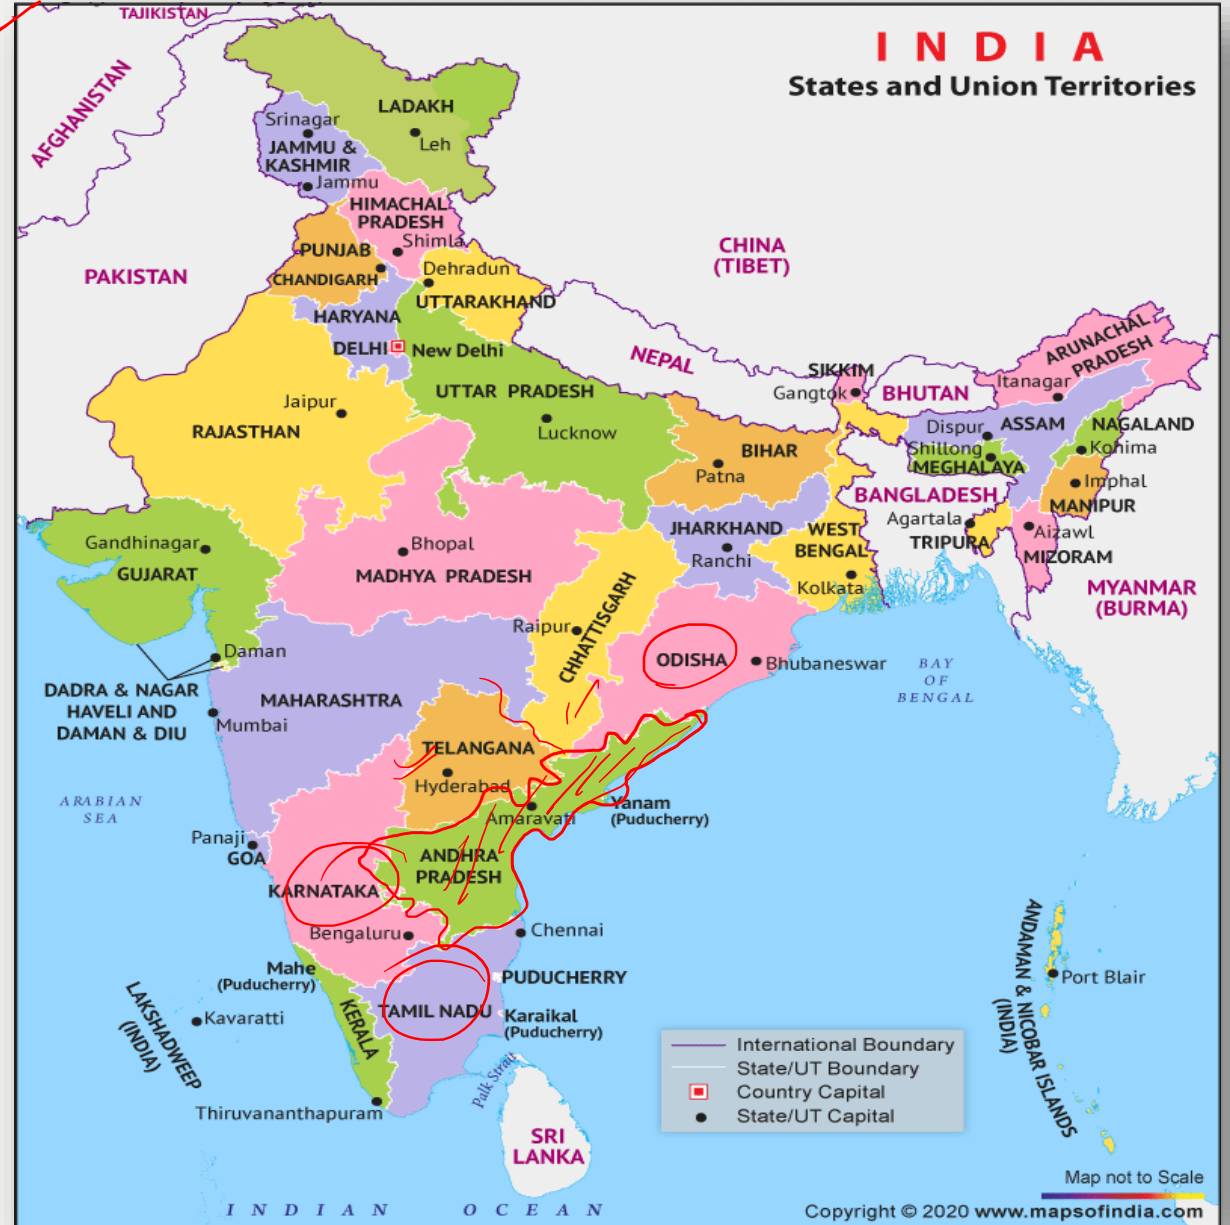 TAJIKISTAN
INDIA
States and Union Territories
AFGHANISTAN
LADAKH
Srinagar
Leh
JAMMU &
KASHMIR
Jammu
HIMACHAL
PRADESH
Shimla
PUNJAB
CHANDIGARH
Dehradun
UTTARAKHAND
CHINA
(TIBET)
PAKISTAN
HARYANA
DELHI
New Delhi
NEPAL
UTTAR PRADESH
Lucknow
Jaipur
RAJASTHAN
SIKKIM
Gangtok
BHUTAN
ARUNACHAL
PRADESH
Itanagar
Dispur
ASSAM
NAGALAND
Shillong
Kohima
MEGHALAYA
BIHAR
Patna
Imphal
MANIPUR
BANGLADESH
Agartala
TRIPURA
Aizawl
MIZORAM
MYANMAR
(BURMA)
JHARKHAND
Ranchi
WEST
BENGAL
Kolkata
Gandhinagar
GUJARAT
Bhopal
MADHYA PRADESH
Raipur
CHHATTISGARH
ODISHA
Bhubaneswar
BAY
OF
BENGAL
Daman
DADRA & NAGAR
HAVELI AND
DAMAN & DIU
MAHARASHTRA
Mumbai
TELANGANA
Hyderabad
ARABIAN
SEA
Amaravati
Yanam
(Puducherry)
Panaji
GOA
ANDHRA
PRADESH
KARNATAKA
Bengaluru
Chennai
Mahe
(Puducherry)
PUDUCHERRY
TAMIL NADU
Karaikal
(Puducherry)
KERALA
LAKSHADWEEP
(INDIA)
Kavaratti
Thiruvananthapuram
Palk Strait
SRI
LANKA
ANDAMAN & NICOBAR ISLANDS
(INDIA)
Port Blair
International Boundary
State/UT Boundary
Country Capital
State/UT Capital
INDIAN OCEAN
Map not to Scale
Copyright © 2020 www.mapsofindia.com